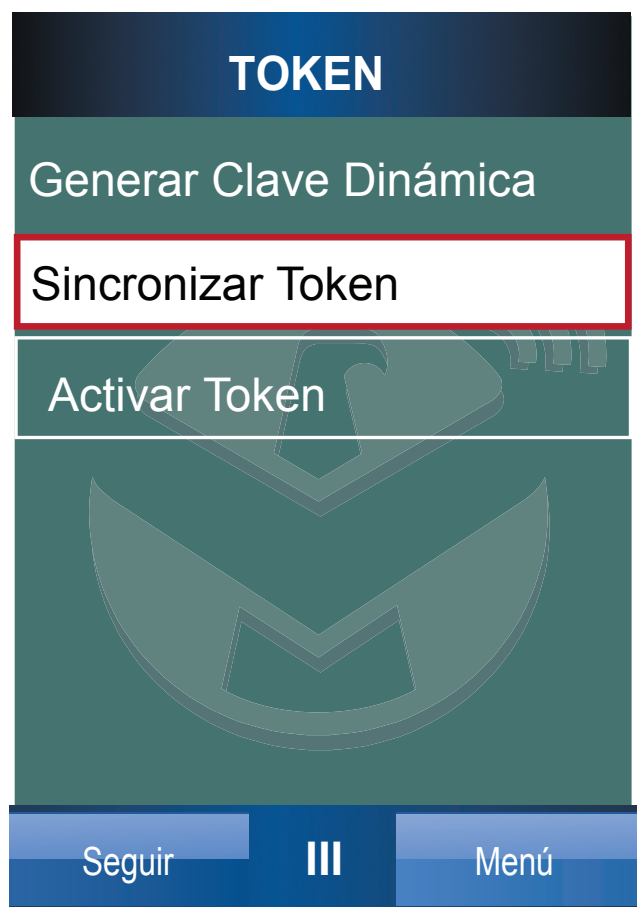 TOKEN
Generar Clave Dinámica
Sincronizar Token
Activar Token
Seguir
III
Menú